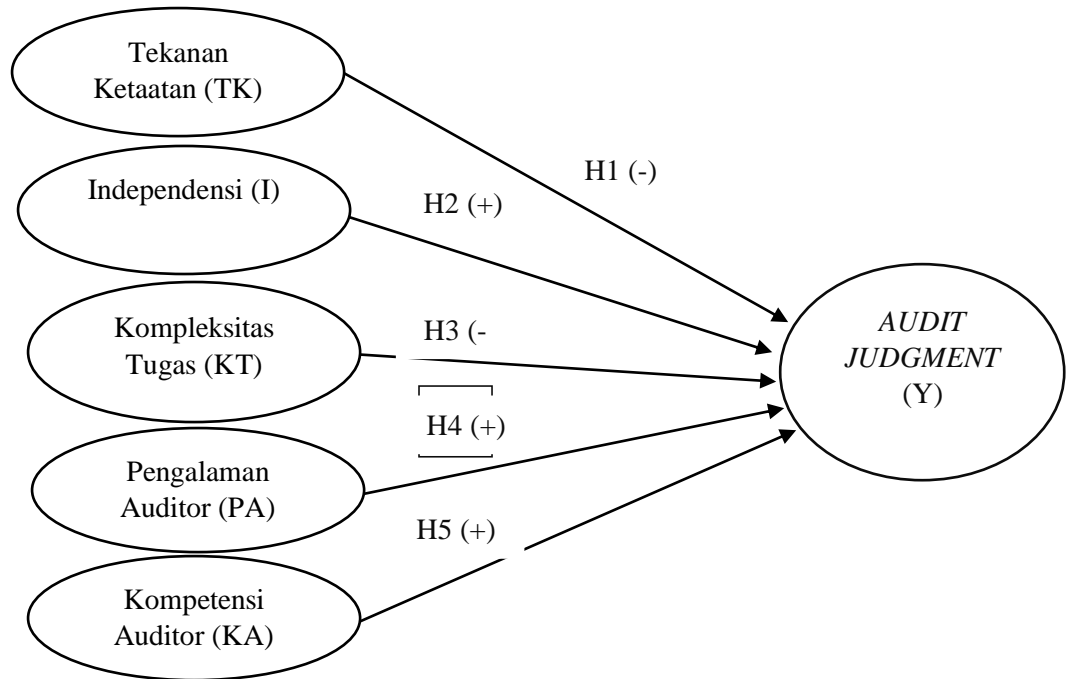 Tekanan
Ketaatan (TK)
H1 (-)
Independensi (I)
H2 (+)
Kompleksitas
Tugas (KT)
H3 (-
AUDIT
JUDGMENT
(Y)
H4 (+)
Pengalaman
Auditor (PA)
H5 (+)
Kompetensi
Auditor (KA)